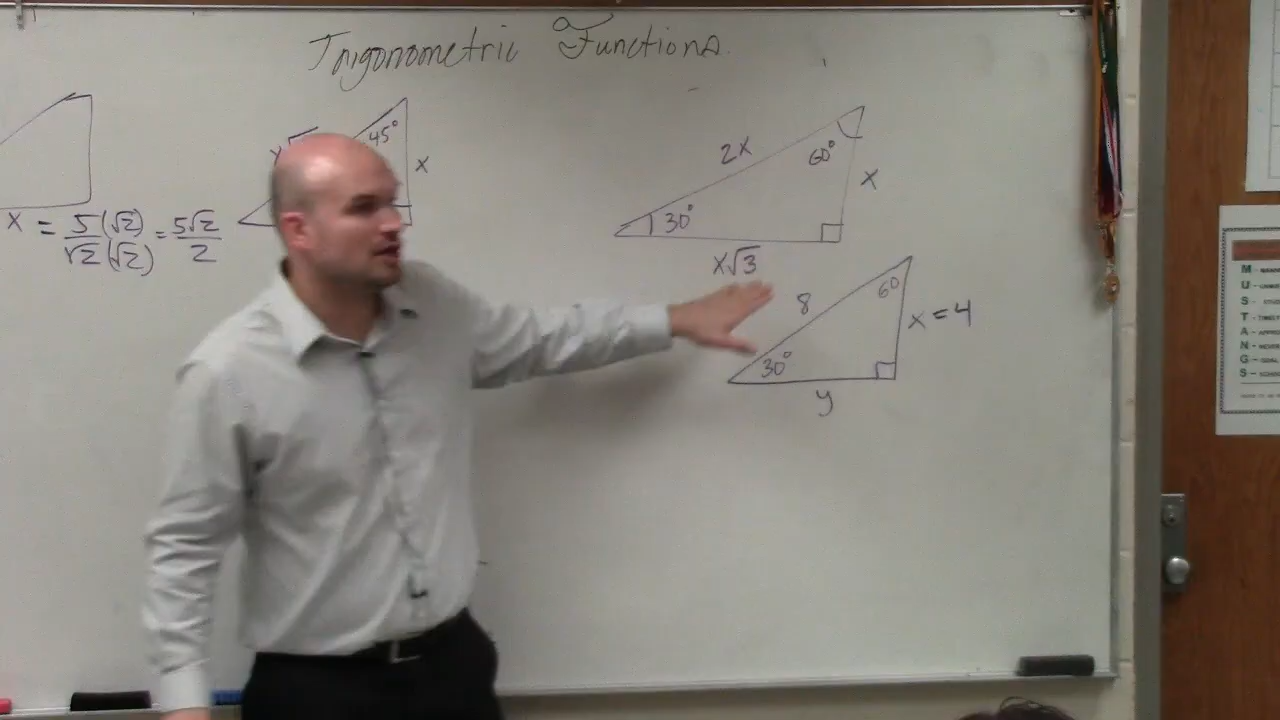 Trigonometric Functions
45°
x
x = 5(√2) / √2(√2) = 5√2 / 2
2x
60°
x
30°
x√3
8
60
x = 4
30°
y
M
U
S
T
A
N
G
S